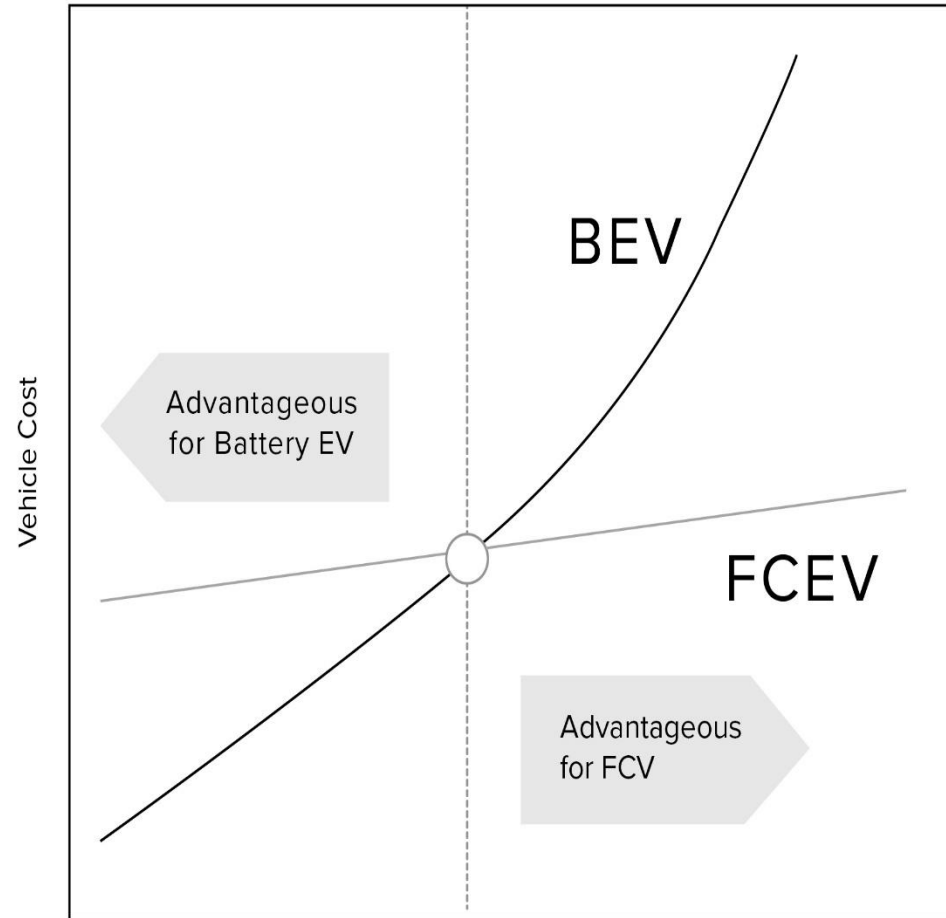 BEV
Advantageous
for Battery EV
Vehicle Cost
FCEV
Advantageous
for FCV